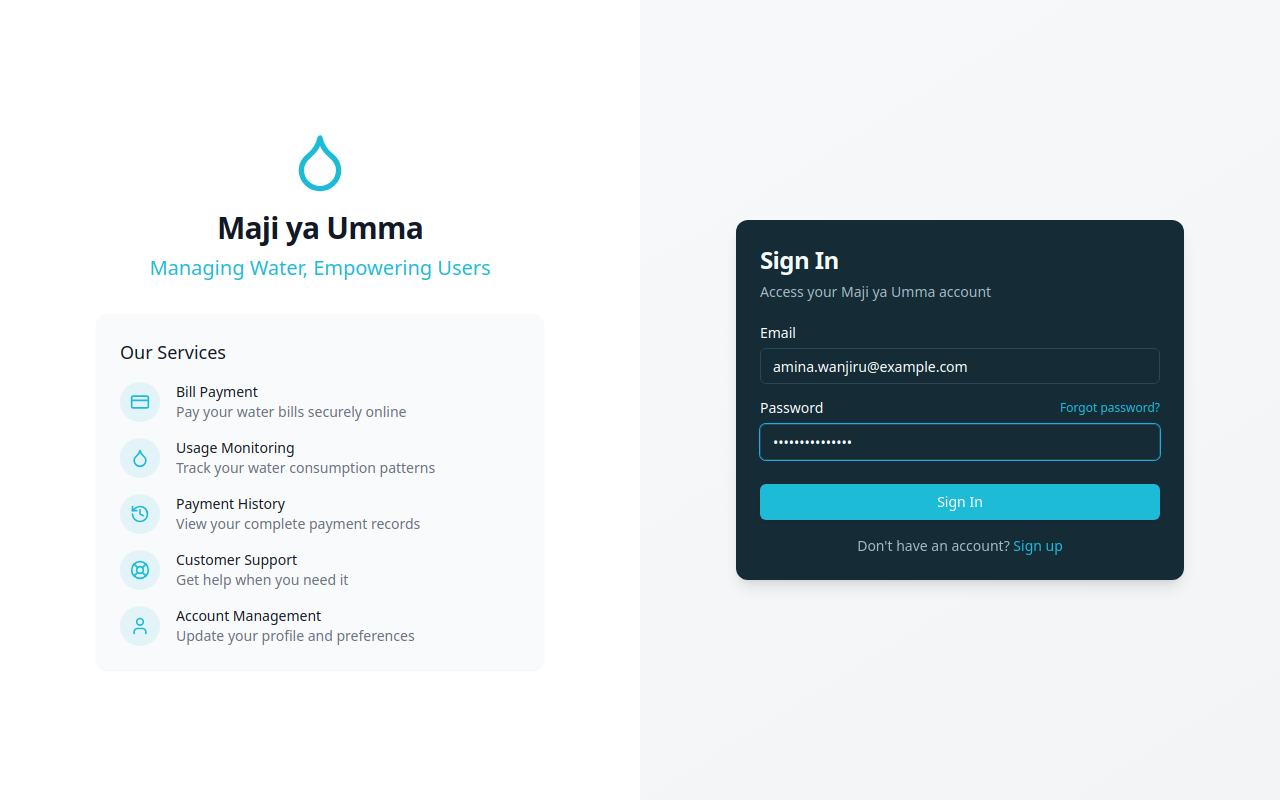 Maji ya Umma
Managing Water, Empowering Users
Our Services
Bill Payment
Pay your water bills securely online
Usage Monitoring
Track your water consumption patterns
Payment History
View your complete payment records
Customer Support
Get help when you need it
Account Management
Update your profile and preferences
Sign In
Access your Maji ya Umma account
Email
amina.wanjiru@example.com
Password
Forgot password?
•••••••••••••••
Sign In
Don't have an account? Sign up